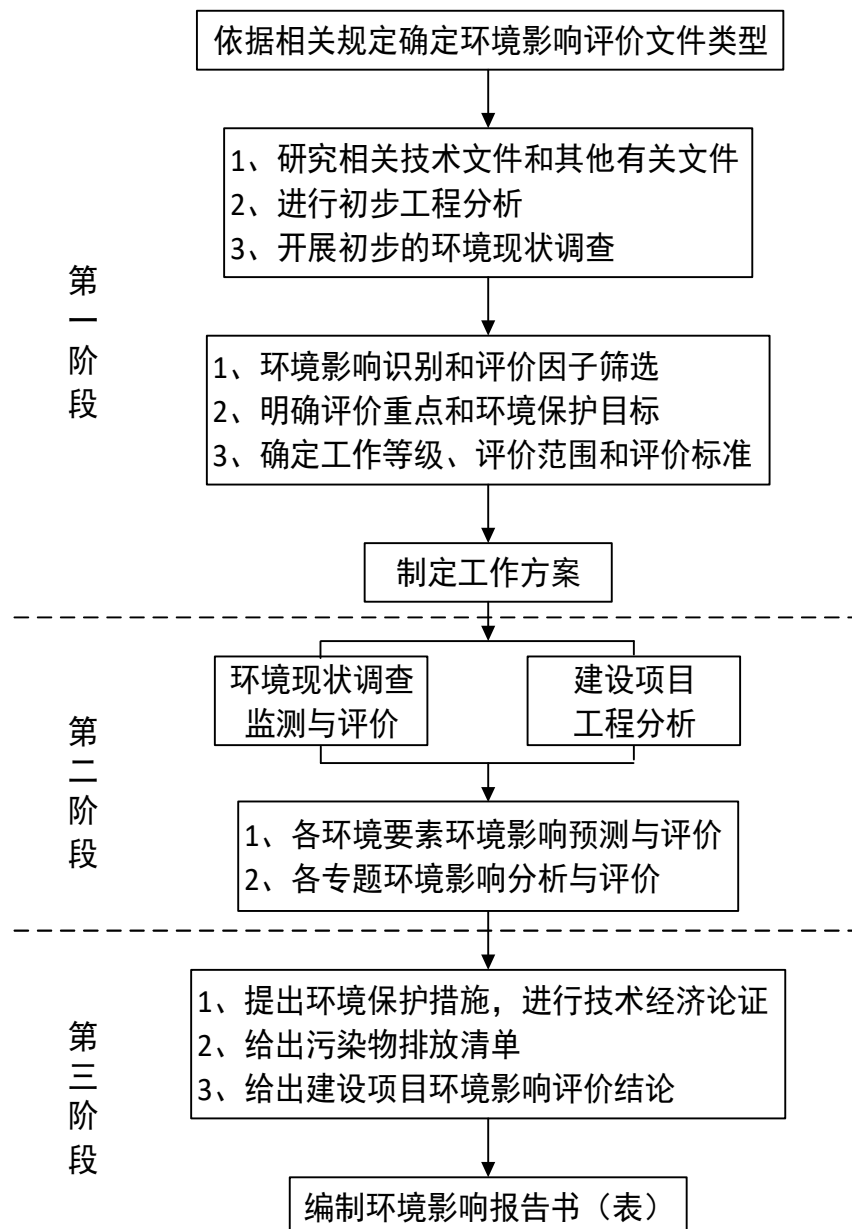 依据相关规定确定环境影响评价文件类型
1、研究相关技术文件和其他有关文件
2、进行初步工程分析
3、开展初步的环境现状调查
第一阶段
1、环境影响识别和评价因子筛选
2、明确评价重点和环境保护目标
3、确定工作等级、评价范围和评价标准
制定工作方案
环境现状调查
监测与评价
建设项目
工程分析
第二阶段
1、各环境要素环境影响预测与评价
2、各专题环境影响分析与评价
第三阶段
1、提出环境保护措施，进行技术经济论证
2、给出污染物排放清单
3、给出建设项目环境影响评价结论
编制环境影响报告书（表）